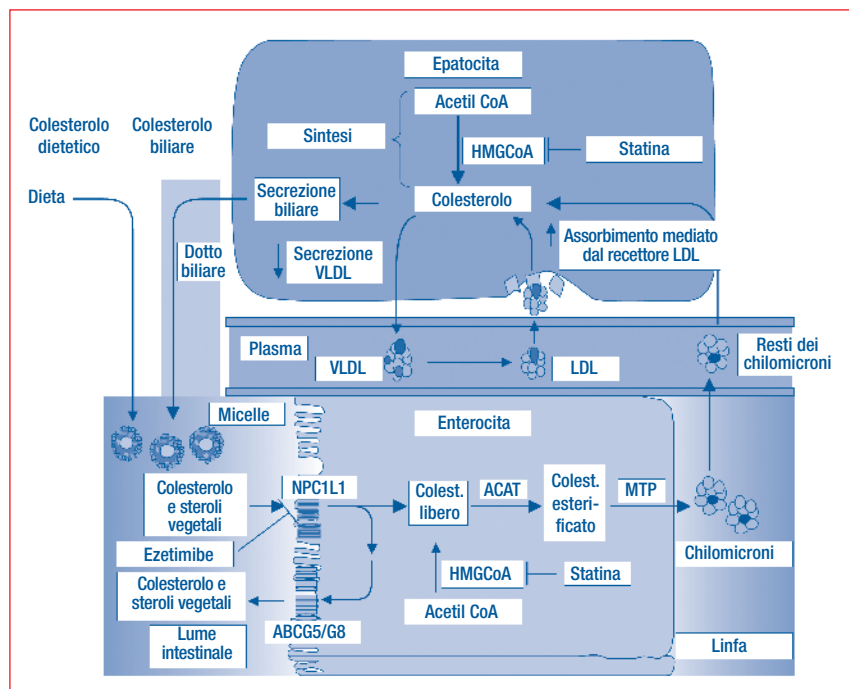 Epatocita
Acetil CoA
Colesterolo
dietetico
Colesterolo
biliare
Sintesi
HMGCoA
Statina
Dieta
Secrezione
biliare
Colesterolo
Dotto
biliare
Secrezione
VLDL
Assorbimento mediato
dal recettore LDL
Plasma
VLDL
LDL
Resti dei
chilomicroni
Micelle
Enterocita
NPC1L1
Colesterolo
e steroli
vegetali
Colest.
libero
ACAT
Colest.
esteri-
ficato
MTP
Ezetimibe
Chilomicroni
Colesterolo e
steroli vegetali
HMGCoA
Statina
Acetil CoA
ABCG5/G8
Lume
intestinale
Linfa